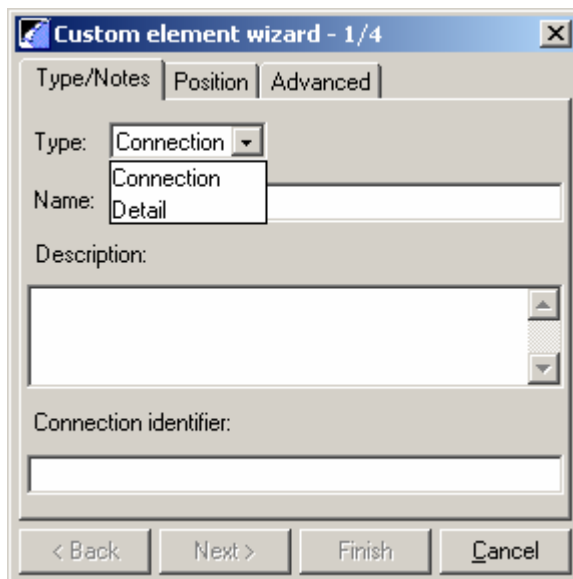 Custom element wizard - 1/4
Type/Notes Position Advanced
Type: Connection
Connection
Name: Detail
Description:
Connection identifier:
< Back Next > Finish Cancel